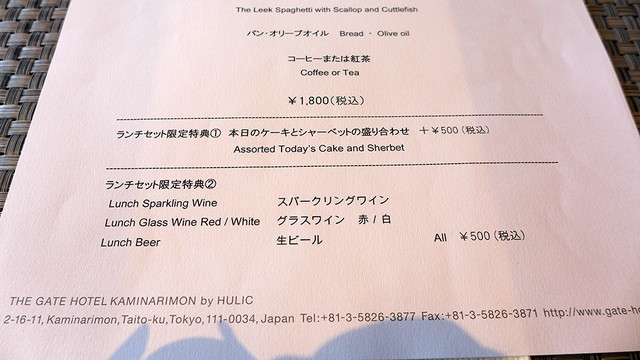 The Leek Spaghetti with Scallop and Cuttlefish
パン・オリーブオイル Bread ・ Olive oil
コーヒーまたは紅茶
Coffee or Tea
￥1,800(税込)
ランチセット限定特典① 本日のケーキとシャーベットの盛り合わせ ＋￥500(税込)
Assorted Today's Cake and Sherbet
ランチセット限定特典②
Lunch Sparkling Wine スパークリングワイン
Lunch Glass Wine Red / White グラスワイン 赤 / 白
Lunch Beer 生ビール All ￥500(税込)
THE GATE HOTEL KAMINARIMON by HULIC
2-16-11, Kaminarimon,Taito-ku,Tokyo,111-0034,Japan Tel:+81-3-5826-3877 Fax:+81-3-5826-3871 http://www.gate-h